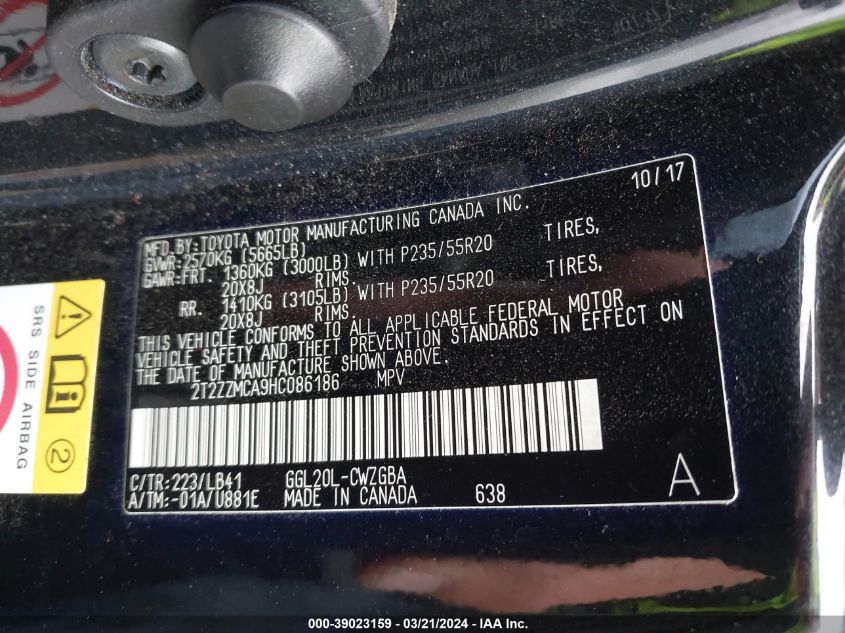 10/17
MFD.BY:TOYOTA MOTOR MANUFACTURING CANADA INC.
GVWR:2570KG (5665LB)
GAWR:FRT. 1360KG (3000LB) WITH P235/55R20 TIRES,
20X8J RIMS.
RR. 1410KG (3105LB) WITH P235/55R20 TIRES,
20X8J RIMS.
THIS VEHICLE CONFORMS TO ALL APPLICABLE FEDERAL MOTOR
VEHICLE SAFETY AND THEFT PREVENTION STANDARDS IN EFFECT ON
THE DATE OF MANUFACTURE SHOWN ABOVE.
2T2ZZMCA9HC086186 MPV
C/TR:223/LB41 GGL20L-CWZGBA
A/TM:-01A/U881E MADE IN CANADA 638
A
SRS SIDE AIRBAG
2
000-39023159 — 03/21/2024 - IAA Inc.